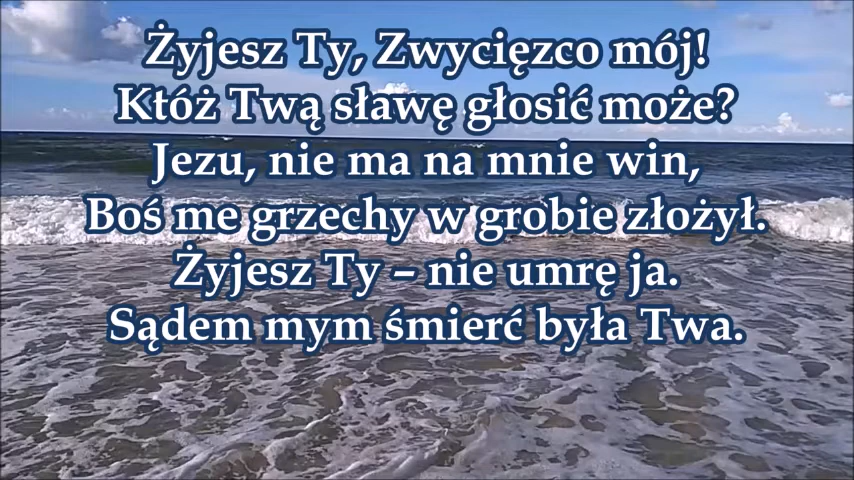 Żyjesz Ty, Zwycięzco mój!
Któż Twą sławę głosić może?
Jezu, nie ma na mnie win,
Boś me grzechy w grobie złożył.
Żyjesz Ty – nie umrę ja.
Sądem mym śmierć była Twa.